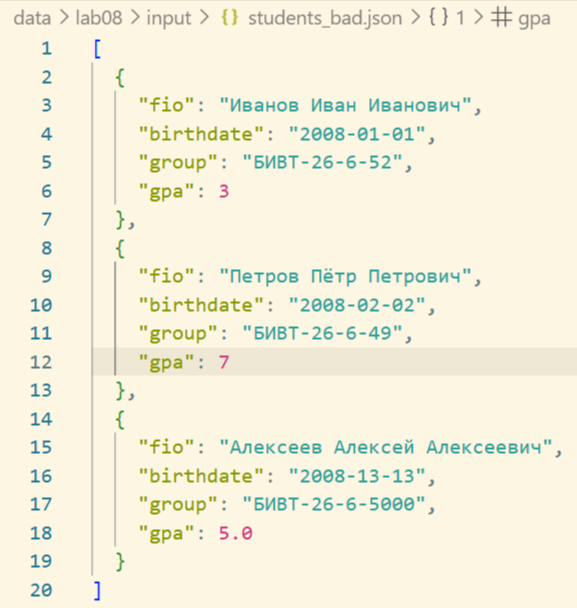 data > lab08 > input > {} students_bad.json > {} 1 > # gpa
1 [
2 {
3 "fio": "Иванов Иван Иванович",
4 "birthdate": "2008-01-01",
5 "group": "БИВТ-26-6-52",
6 "gpa": 3
7 },
8 {
9 "fio": "Петров Пётр Петрович",
10 "birthdate": "2008-02-02",
11 "group": "БИВТ-26-6-49",
12 "gpa": 7
13 },
14 {
15 "fio": "Алексеев Алексей Алексеевич",
16 "birthdate": "2008-13-13",
17 "group": "БИВТ-26-6-5000",
18 "gpa": 5.0
19 }
20 ]